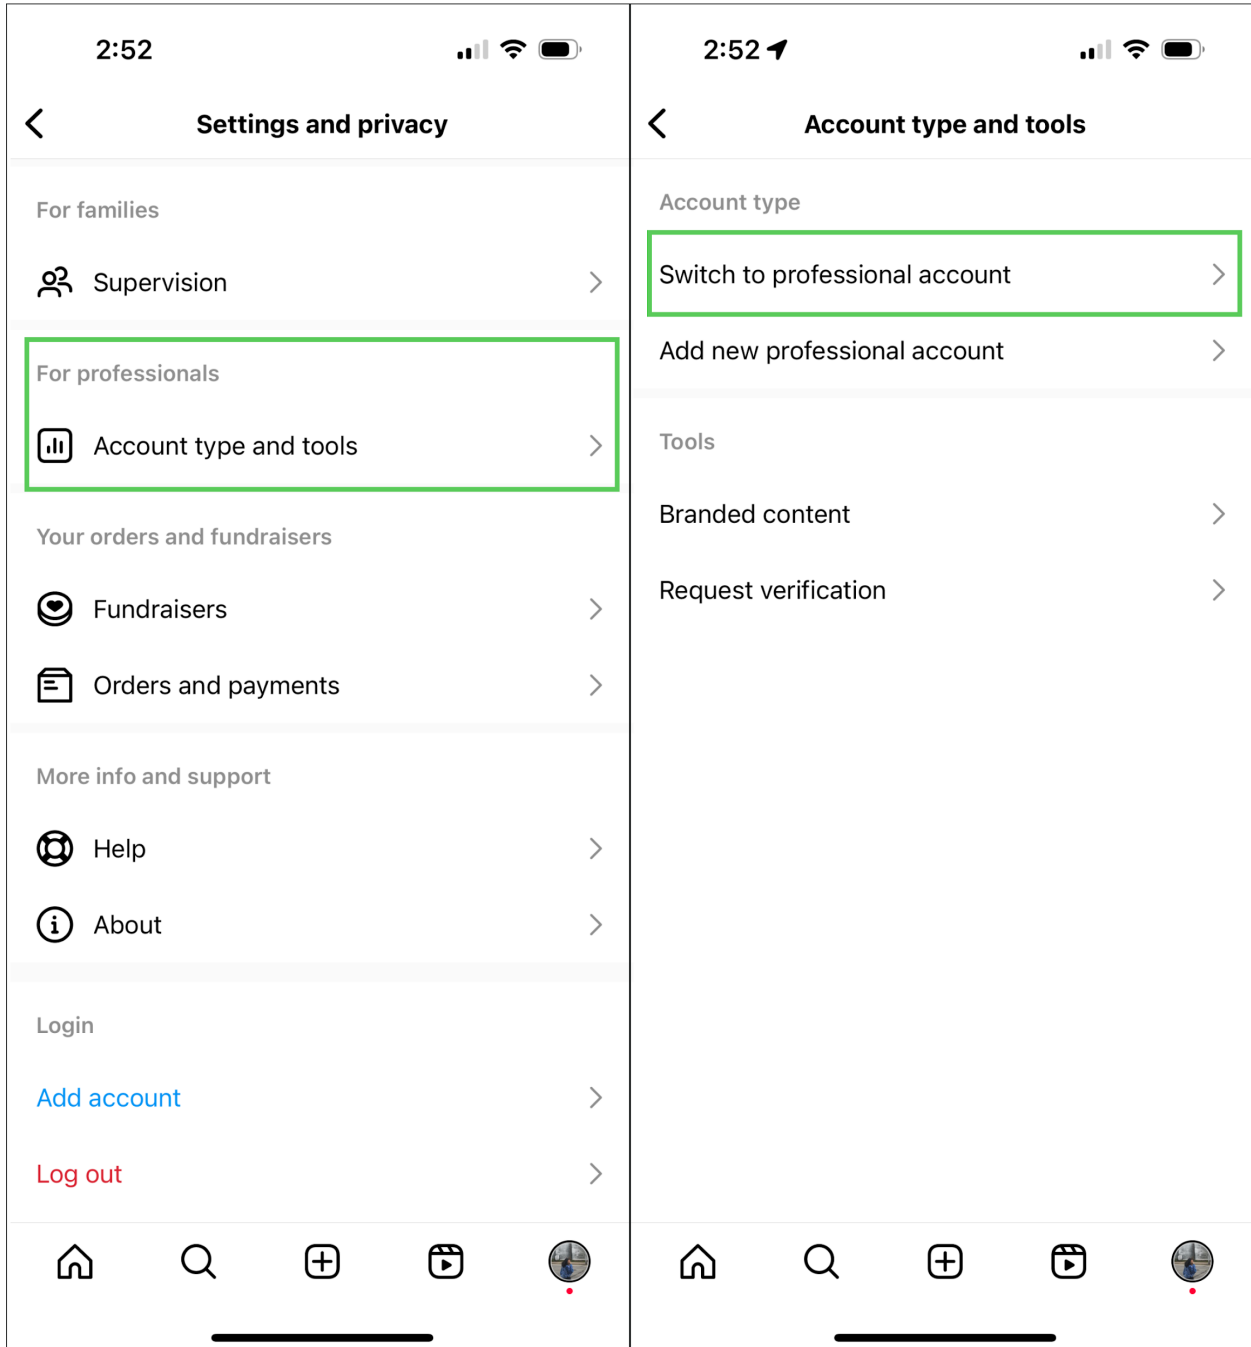 2:52
Settings and privacy
For families
Supervision
For professionals
Account type and tools
Your orders and fundraisers
Fundraisers
Orders and payments
More info and support
Help
About
Login
Add account
Log out
2:52
Account type and tools
Account type
Switch to professional account
Add new professional account
Tools
Branded content
Request verification